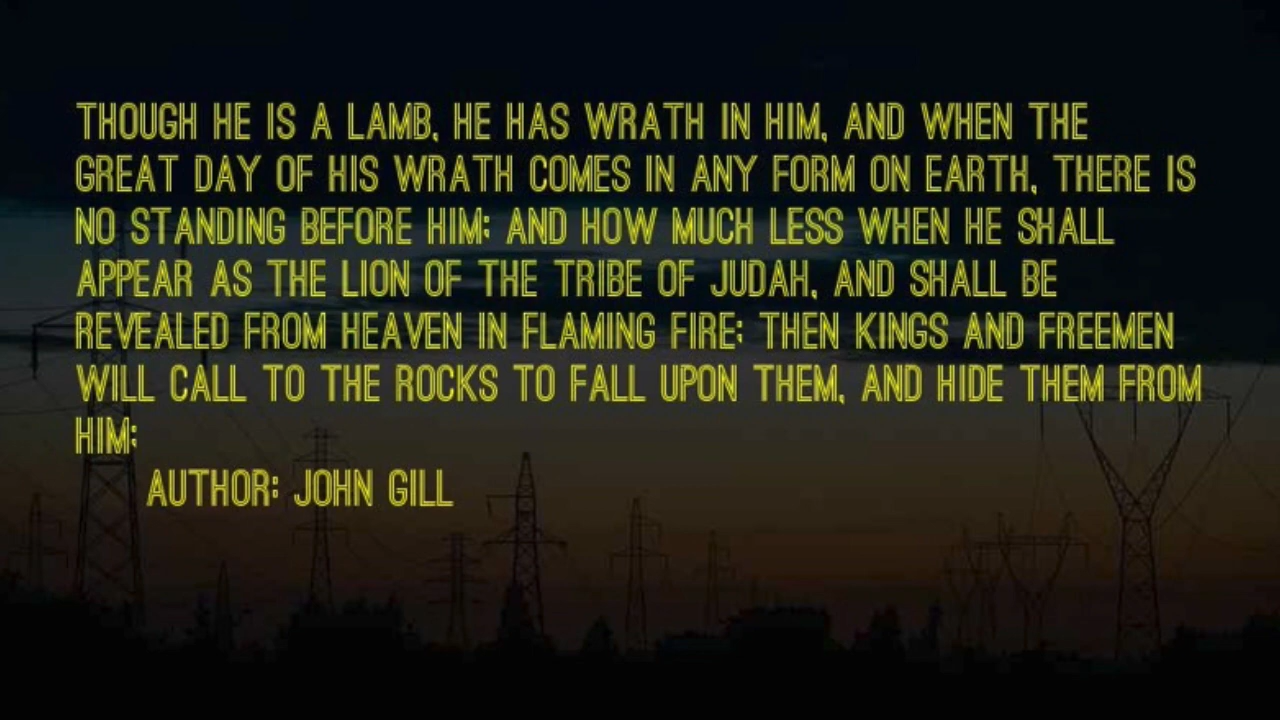 THOUGH HE IS A LAMB, HE HAS WRATH IN HIM, AND WHEN THE
GREAT DAY OF HIS WRATH COMES IN ANY FORM ON EARTH, THERE IS
NO STANDING BEFORE HIM; AND HOW MUCH LESS WHEN HE SHALL
APPEAR AS THE LION OF THE TRIBE OF JUDAH, AND SHALL BE
REVEALED FROM HEAVEN IN FLAMING FIRE; THEN KINGS AND FREEMEN
WILL CALL TO THE ROCKS TO FALL UPON THEM, AND HIDE THEM FROM
HIM;
AUTHOR: JOHN GILL